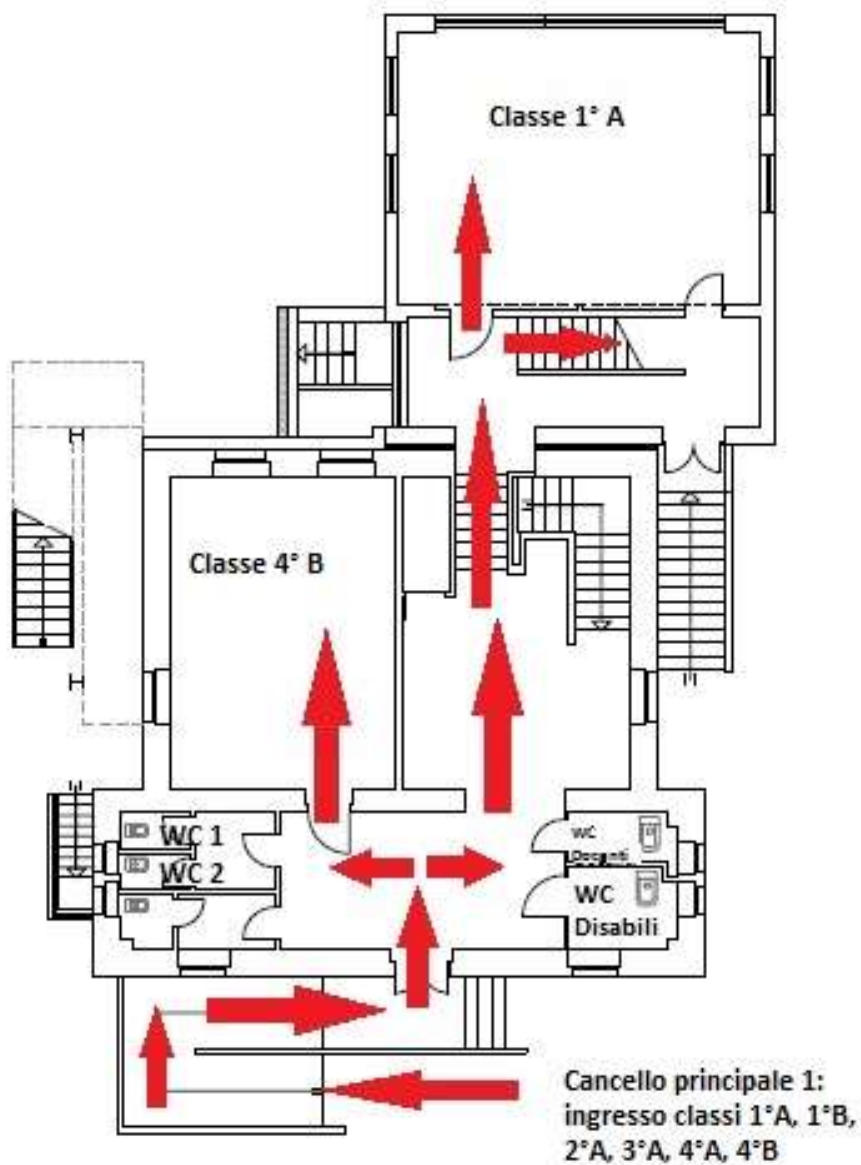 Classe 1° A
Classe 4° B
WC 1
WC 2
WC
Docenti
WC
Disabili
Cancello principale 1:
ingresso classi 1°A, 1°B,
2°A, 3°A, 4°A, 4°B